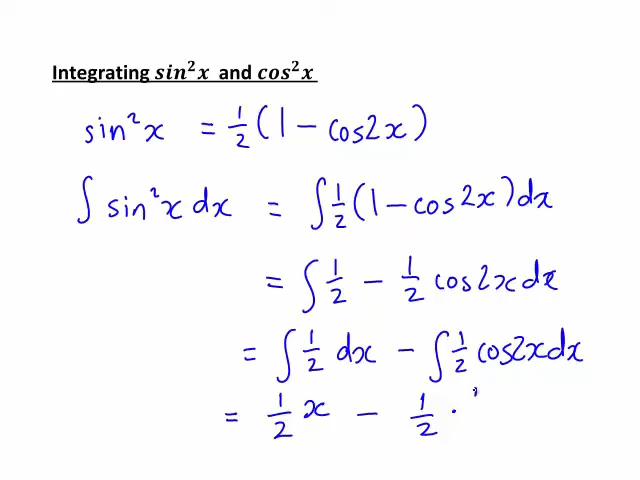 Integrating sin²x and cos²x
sin²x = ½(1 − cos2x)
∫ sin²x dx = ∫ ½(1 − cos2x)dx
= ∫ ½ − ½ cos2x dx
= ∫ ½ dx − ∫ ½ cos2x dx
= ½ x − ½ ·